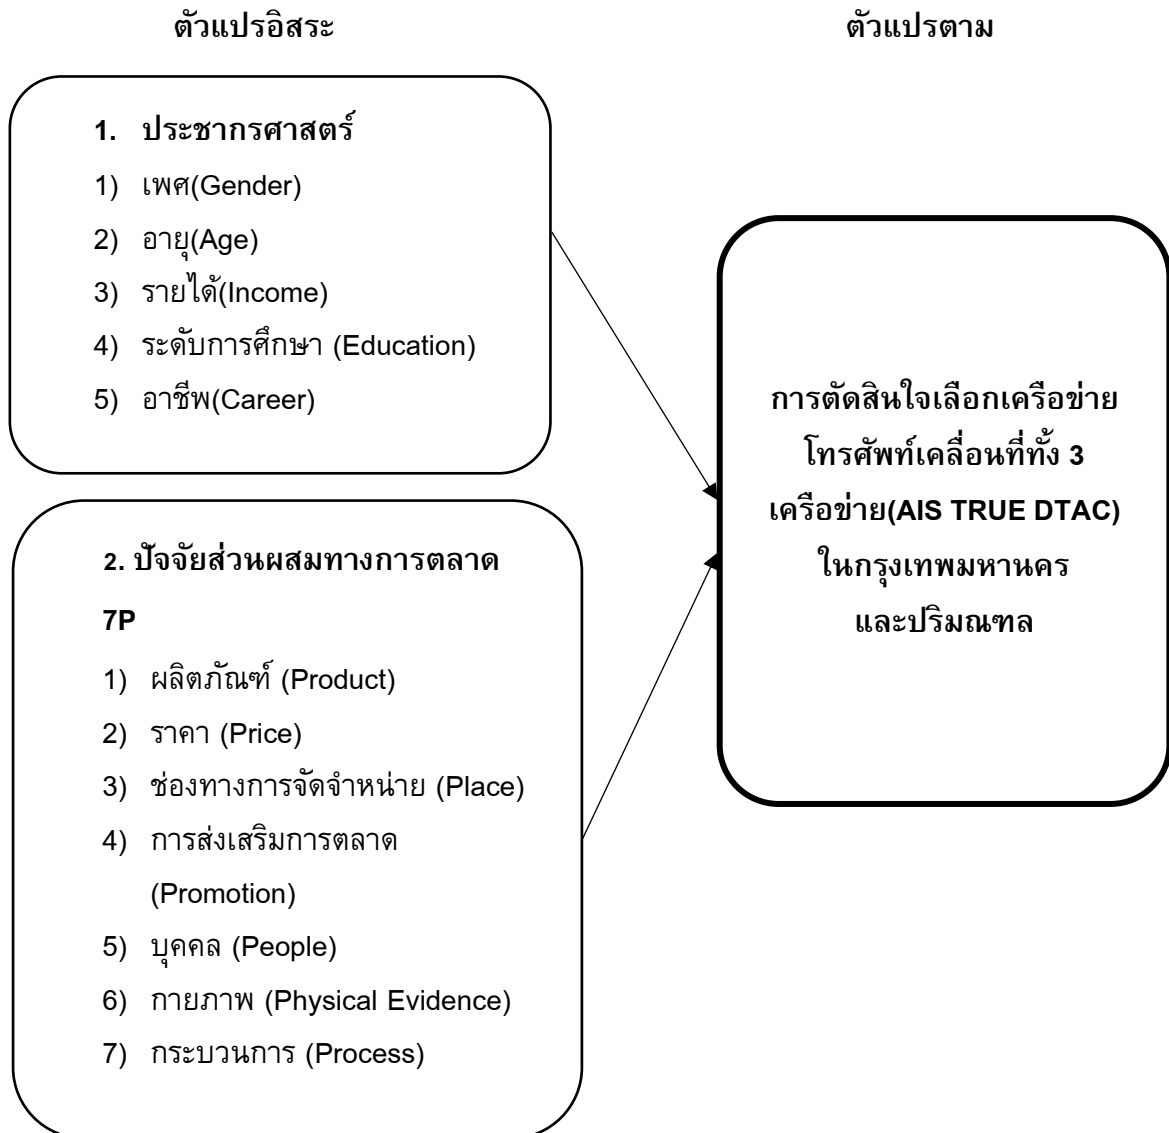 ตัวแปรอิสระ
ตัวแปรตาม
1. ประชากรศาสตร์
1) เพศ(Gender)
2) อายุ(Age)
3) รายได้(Income)
4) ระดับการศึกษา (Education)
5) อาชีพ(Career)
2. ปัจจัยส่วนผสมทางการตลาด
7P
1) ผลิตภัณฑ์ (Product)
2) ราคา (Price)
3) ช่องทางการจัดจำหน่าย (Place)
4) การส่งเสริมการตลาด
(Promotion)
5) บุคคล (People)
6) กายภาพ (Physical Evidence)
7) กระบวนการ (Process)
การตัดสินใจเลือกเครือข่าย
โทรศัพท์เคลื่อนที่ทั้ง 3
เครือข่าย(AIS TRUE DTAC)
ในกรุงเทพมหานคร
และปริมณฑล